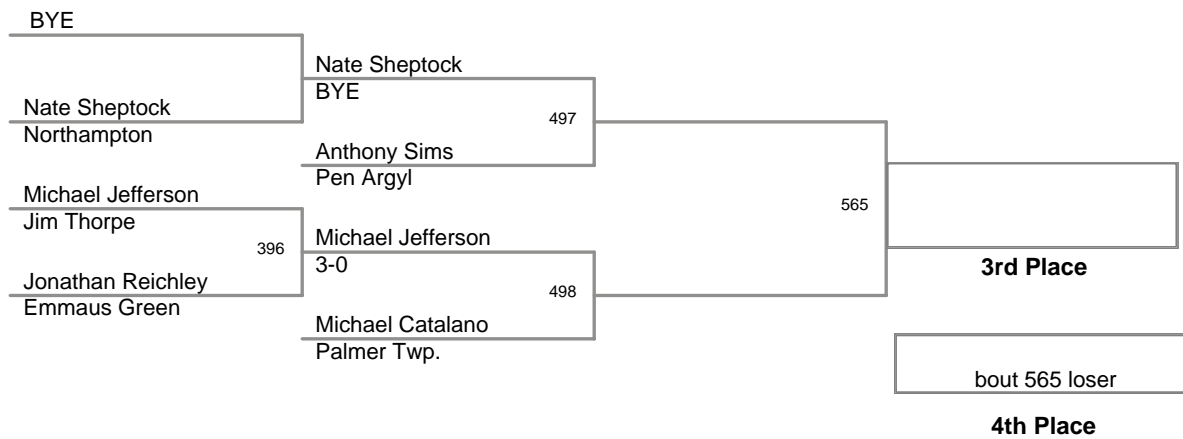 BYE
Nate Sheptock
Northampton
Michael Jefferson
Jim Thorpe
396
Jonathan Reichley
Emmaus Green
Nate Sheptock
BYE
497
Anthony Sims
Pen Argyl
Michael Jefferson
3-0
498
Michael Catalano
Palmer Twp.
565
3rd Place
bout 565 loser
4th Place